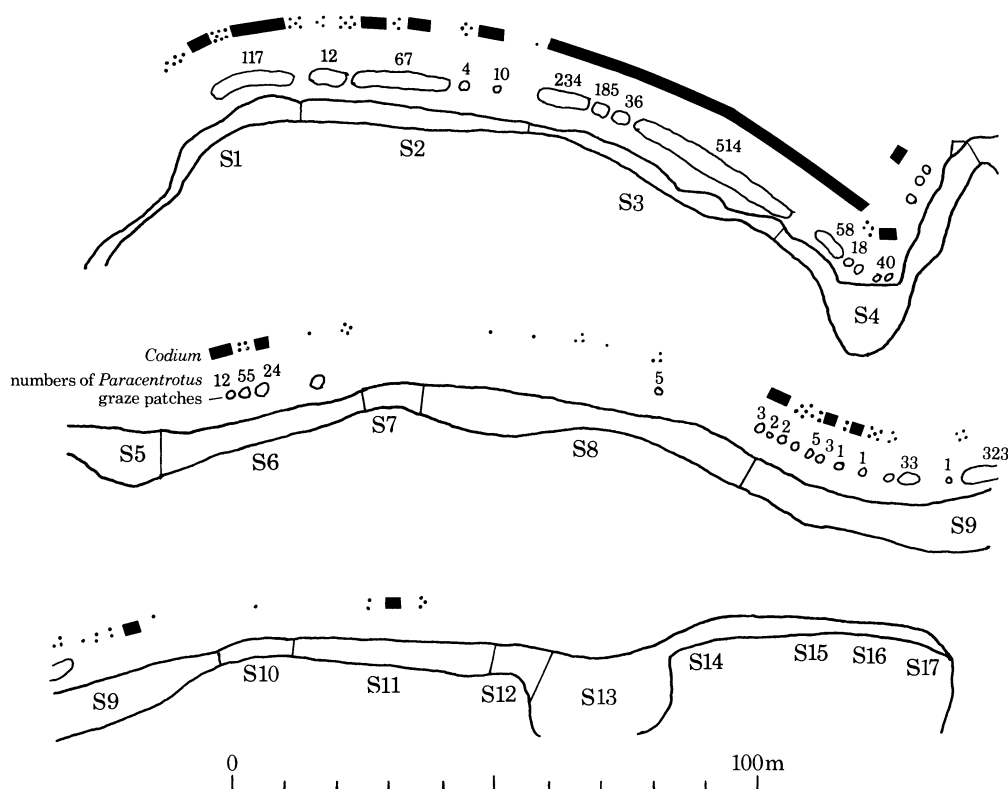 117 12 67 4 10 234 185 36 514
S1 S2 S3
58 18 40
S4
Codium
numbers of Paracentrotus
graze patches
12 55 24 5
3 2 2 5 3 1 1 33 1 323
S5 S6 S7 S8 S9
S9 S10 S11 S12 S13 S14 S15 S16 S17
0 100 m